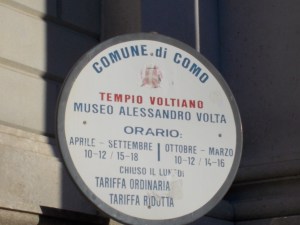 COMUNE.di COMO
TEMPIO VOLTIANO
MUSEO ALESSANDRO VOLTA
ORARIO:
APRILE - SETTEMBRE | OTTOBRE - MARZO
10-12 / 15-18 | 10-12 / 14-16
CHIUSO IL LUNEDI
TARIFFA ORDINARIA
TARIFFA RIDOTTA